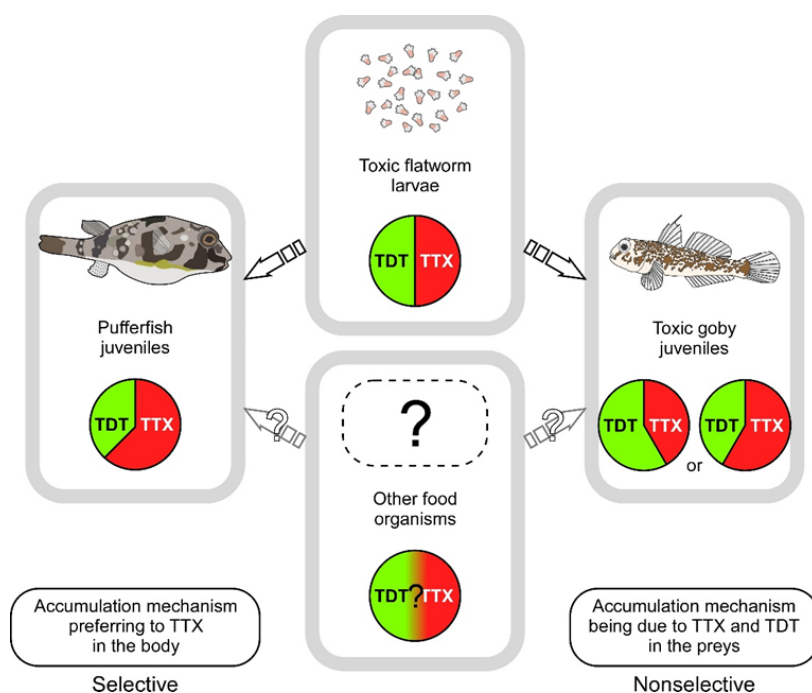 Toxic flatworm
larvae
TDT TTX
Pufferfish
juveniles
TDT TTX
Toxic goby
juveniles
TDT TTX
or
TDT TTX
?
?
?
Other food
organisms
TDT ? TTX
Accumulation mechanism
preferring to TTX
in the body
Selective
Accumulation mechanism
being due to TTX and TDT
in the preys
Nonselective